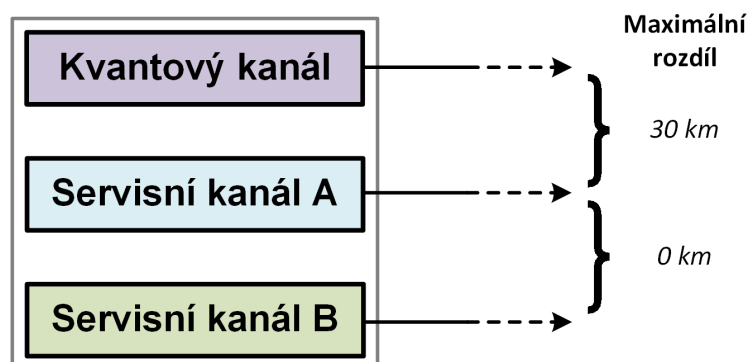 Kvantový kanál
Maximální
rozdíl
30 km
Servisní kanál A
0 km
Servisní kanál B